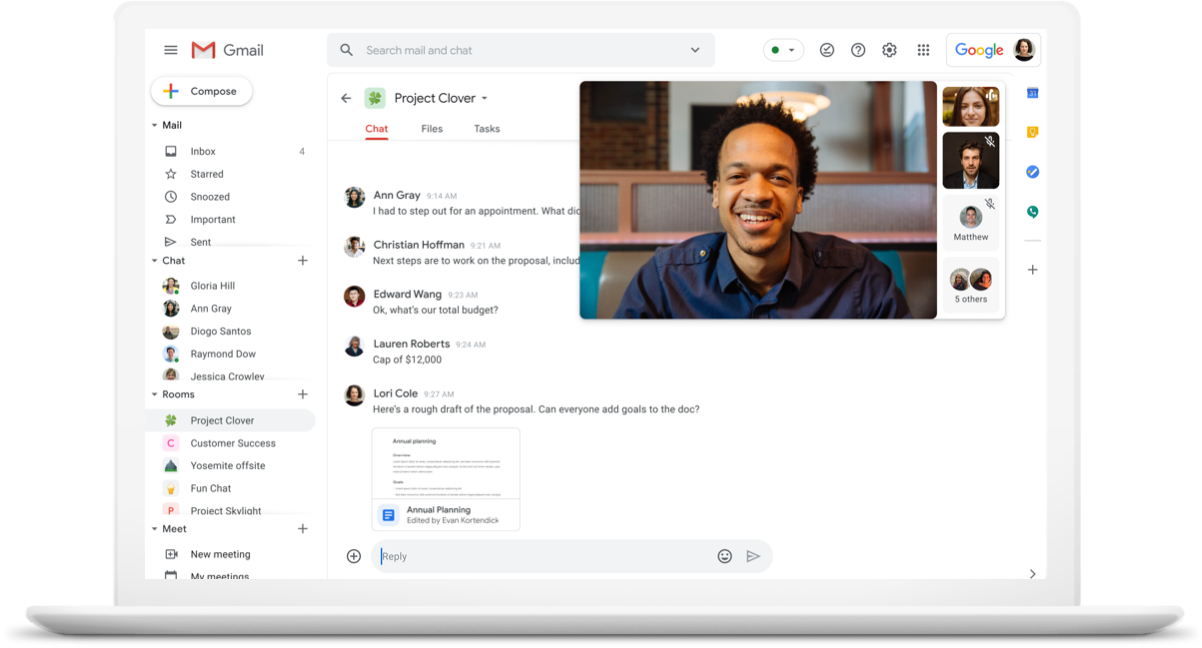 Gmail
Search mail and chat
Google
Compose
Mail
Inbox 4
Starred
Snoozed
Important
Sent
Chat
Gloria Hill
Ann Gray
Diogo Santos
Raymond Dow
Jessica Crowley
Rooms
Project Clover
C Customer Success
Yosemite offsite
Fun Chat
P Project Skylight
Meet
New meeting
My meetings
Project Clover
Chat Files Tasks
Ann Gray 9:14 AM
I had to step out for an appointment. What did
Christian Hoffman 9:21 AM
Next steps are to work on the proposal, includ
Edward Wang 9:23 AM
Ok, what's our total budget?
Lauren Roberts 9:24 AM
Cap of $12,000
Lori Cole 9:27 AM
Here's a rough draft of the proposal. Can everyone add goals to the doc?
Annual planning
Overview
Goals
Annual Planning
Edited by Evan Kortendick
Reply
Matthew
5 others
31